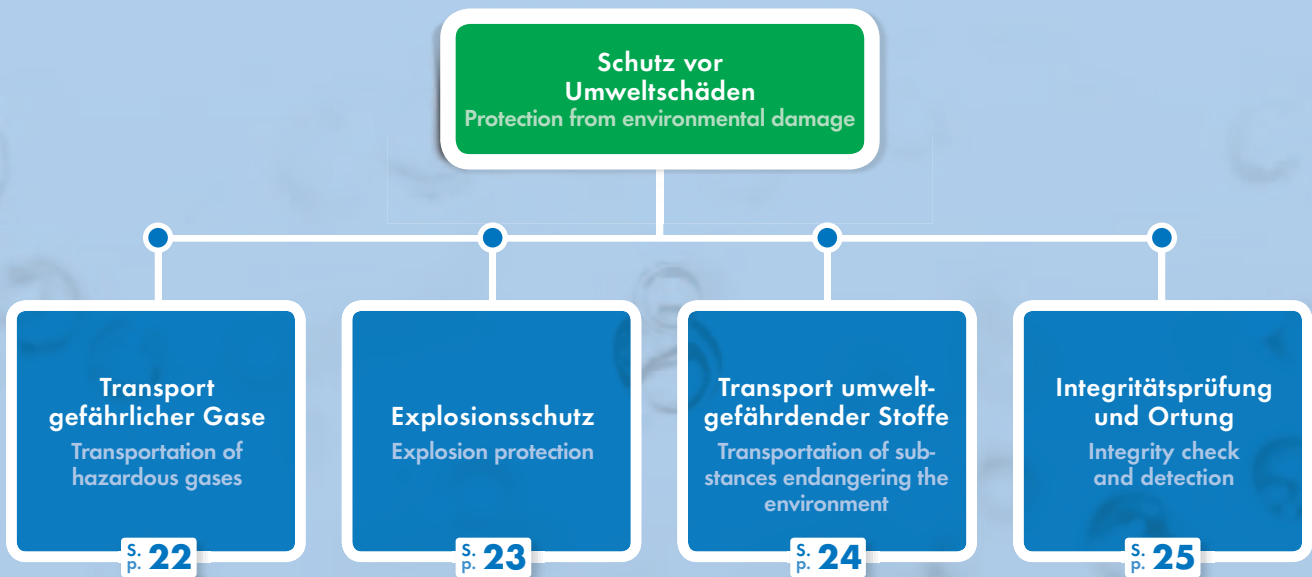 Schutz vor
Umweltschäden
Protection from environmental damage
Transport
gefährlicher Gase
Transportation of
hazardous gases
S.
p. 22
Explosionsschutz
Explosion protection
S.
p. 23
Transport umwelt-
gefährdender Stoffe
Transportation of sub-
stances endangering the
environment
S.
p. 24
Integritätsprüfung
und Ortung
Integrity check
and detection
S.
p. 25